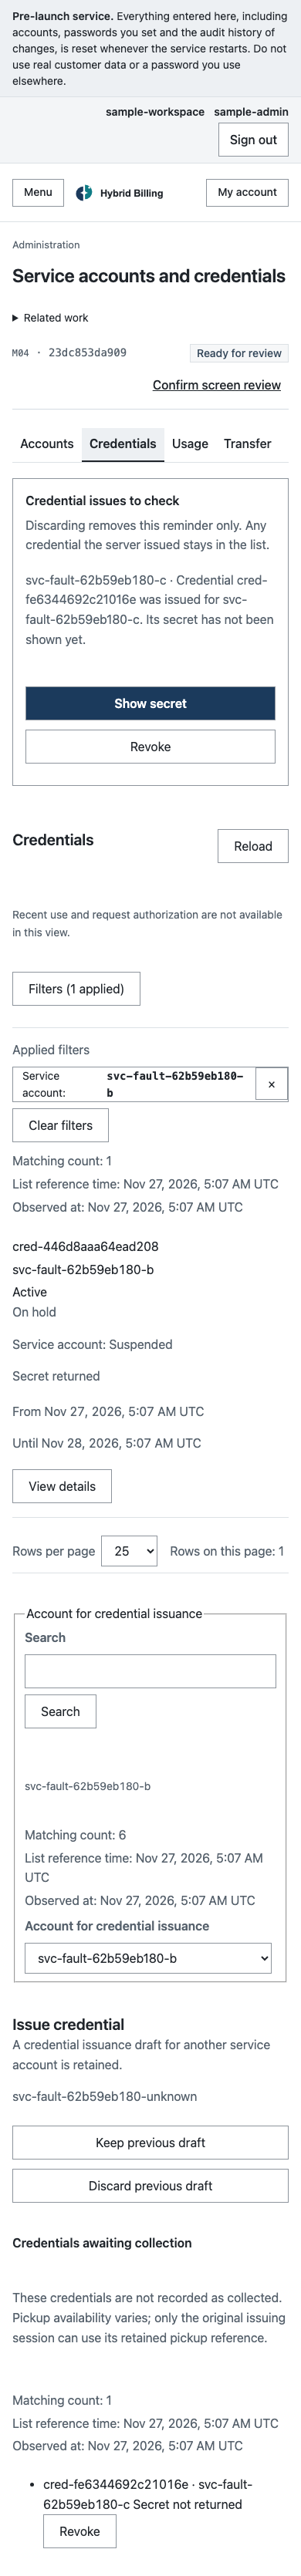 Pre-launch service. Everything entered here, including
accounts, passwords you set and the audit history of
changes, is reset whenever the service restarts. Do not
use real customer data or a password you use
elsewhere.
sample-workspace sample-admin
Sign out
Menu
Hybrid Billing
My account
Administration
Service accounts and credentials
▶ Related work
M04 · 23dc853da909
Ready for review
Confirm screen review
Accounts Credentials Usage Transfer
Credential issues to check
Discarding removes this reminder only. Any
credential the server issued stays in the list.
svc-fault-62b59eb180-c · Credential cred-
fe6344692c21016e was issued for svc-
fault-62b59eb180-c. Its secret has not been
shown yet.
Show secret
Revoke
Credentials
Reload
Recent use and request authorization are not available
in this view.
Filters (1 applied)
Applied filters
Service
account:
svc-fault-62b59eb180-
b
×
Clear filters
Matching count: 1
List reference time: Nov 27, 2026, 5:07 AM UTC
Observed at: Nov 27, 2026, 5:07 AM UTC
cred-446d8aaa64ead208
svc-fault-62b59eb180-b
Active
On hold
Service account: Suspended
Secret returned
From Nov 27, 2026, 5:07 AM UTC
Until Nov 28, 2026, 5:07 AM UTC
View details
Rows per page 25 Rows on this page: 1
Account for credential issuance
Search
Search
svc-fault-62b59eb180-b
Matching count: 6
List reference time: Nov 27, 2026, 5:07 AM
UTC
Observed at: Nov 27, 2026, 5:07 AM UTC
Account for credential issuance
svc-fault-62b59eb180-b
Issue credential
A credential issuance draft for another service
account is retained.
svc-fault-62b59eb180-unknown
Keep previous draft
Discard previous draft
Credentials awaiting collection
These credentials are not recorded as collected.
Pickup availability varies; only the original issuing
session can use its retained pickup reference.
Matching count: 1
List reference time: Nov 27, 2026, 5:07 AM UTC
Observed at: Nov 27, 2026, 5:07 AM UTC
• cred-fe6344692c21016e · svc-fault-
62b59eb180-c Secret not returned
Revoke